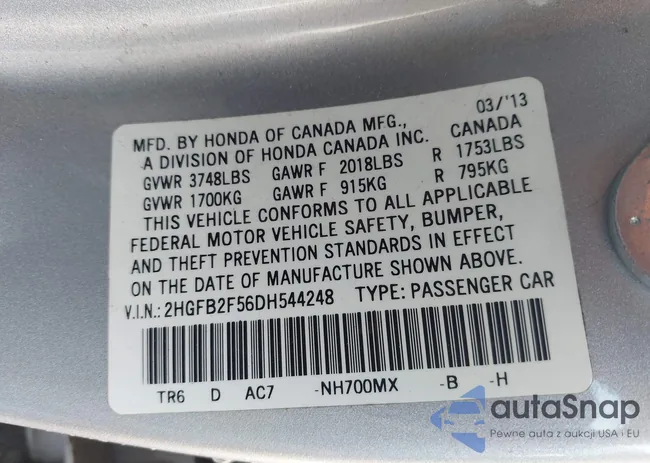 03/'13
MFD. BY HONDA OF CANADA MFG.,
A DIVISION OF HONDA CANADA INC. CANADA
GVWR 3748LBS GAWR F 2018LBS R 1753LBS
GVWR 1700KG GAWR F 915KG R 795KG
THIS VEHICLE CONFORMS TO ALL APPLICABLE
FEDERAL MOTOR VEHICLE SAFETY, BUMPER,
AND THEFT PREVENTION STANDARDS IN EFFECT
ON THE DATE OF MANUFACTURE SHOWN ABOVE.
V.I.N.: 2HGFB2F56DH544248 TYPE: PASSENGER CAR
TR6 D AC7 -NH700MX -B -H
autaSnap
Pewne auta z aukcji USA i EU